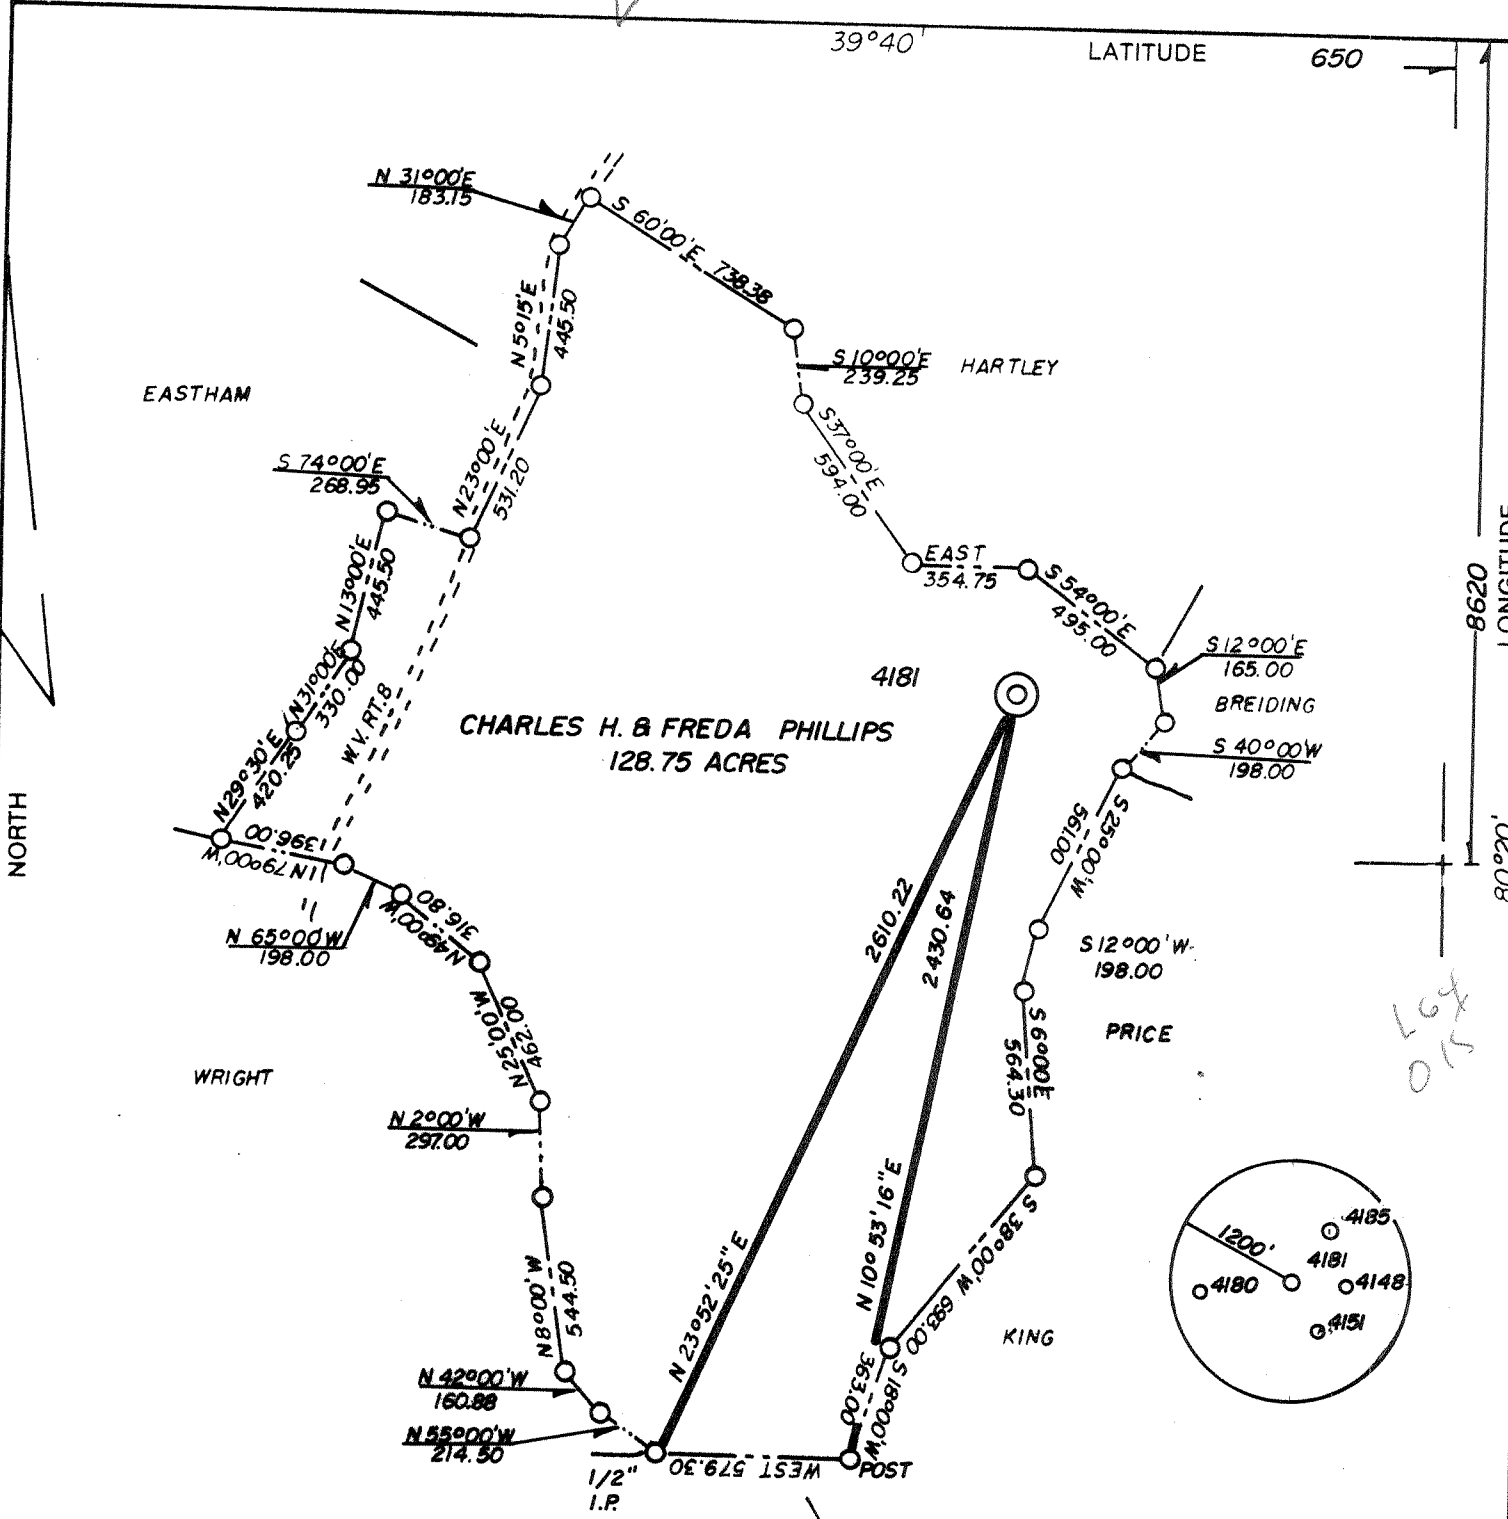 39°40'
LATITUDE
650
N 31°00'E
183.15
S 60'00'E 738.38
N 5°15'E
445.50
S 10°00'E
239.25
HARTLEY
EASTHAM
S 37°00'E
594.00
N 23°00'E
531.20
S 74°00'E
268.95
N 13°00'E
445.50
EAST
354.75
S 54°00'E
495.00
8620
LONGITUDE
S 12°00'E
165.00
BREIDING
N 31°00'E
330.00
4181
W.V. RT. 8
CHARLES H. & FREDA PHILLIPS
128.75 ACRES
S 40°00'W
198.00
N 29°30'E
420.25
NORTH
80°20'
S 25°00'W
561.00
396.00
N 79°00'W
316.80
N 49°00'W
N 65°00'W
198.00
2610.22
2430.64
S 12°00'W
198.00
N 25'00'W
462.00
S 6°00'E
564.30
PRICE
WRIGHT
N 2°00'W
297.00
N 10°53'16" E
S 38°00'W 693.00
1200'
4185
4181
4180
4148
4151
N 23°52'25" E
N 8°00'W
544.50
KING
N 42°00'W
160.88
363.00
S 18°00'W
N 55°00'W
214.50
WEST 579.30
POST
1/2"
I.P.